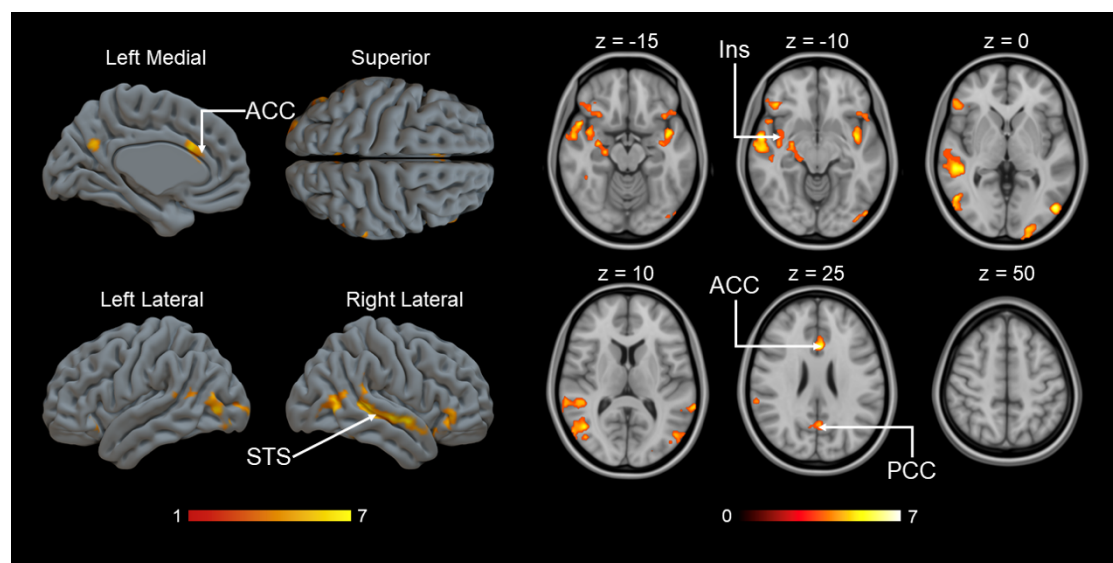 Left Medial
Superior
ACC
Left Lateral
Right Lateral
STS
1
7
z = -15
z = -10
z = 0
Ins
z = 10
z = 25
z = 50
ACC
PCC
0
7